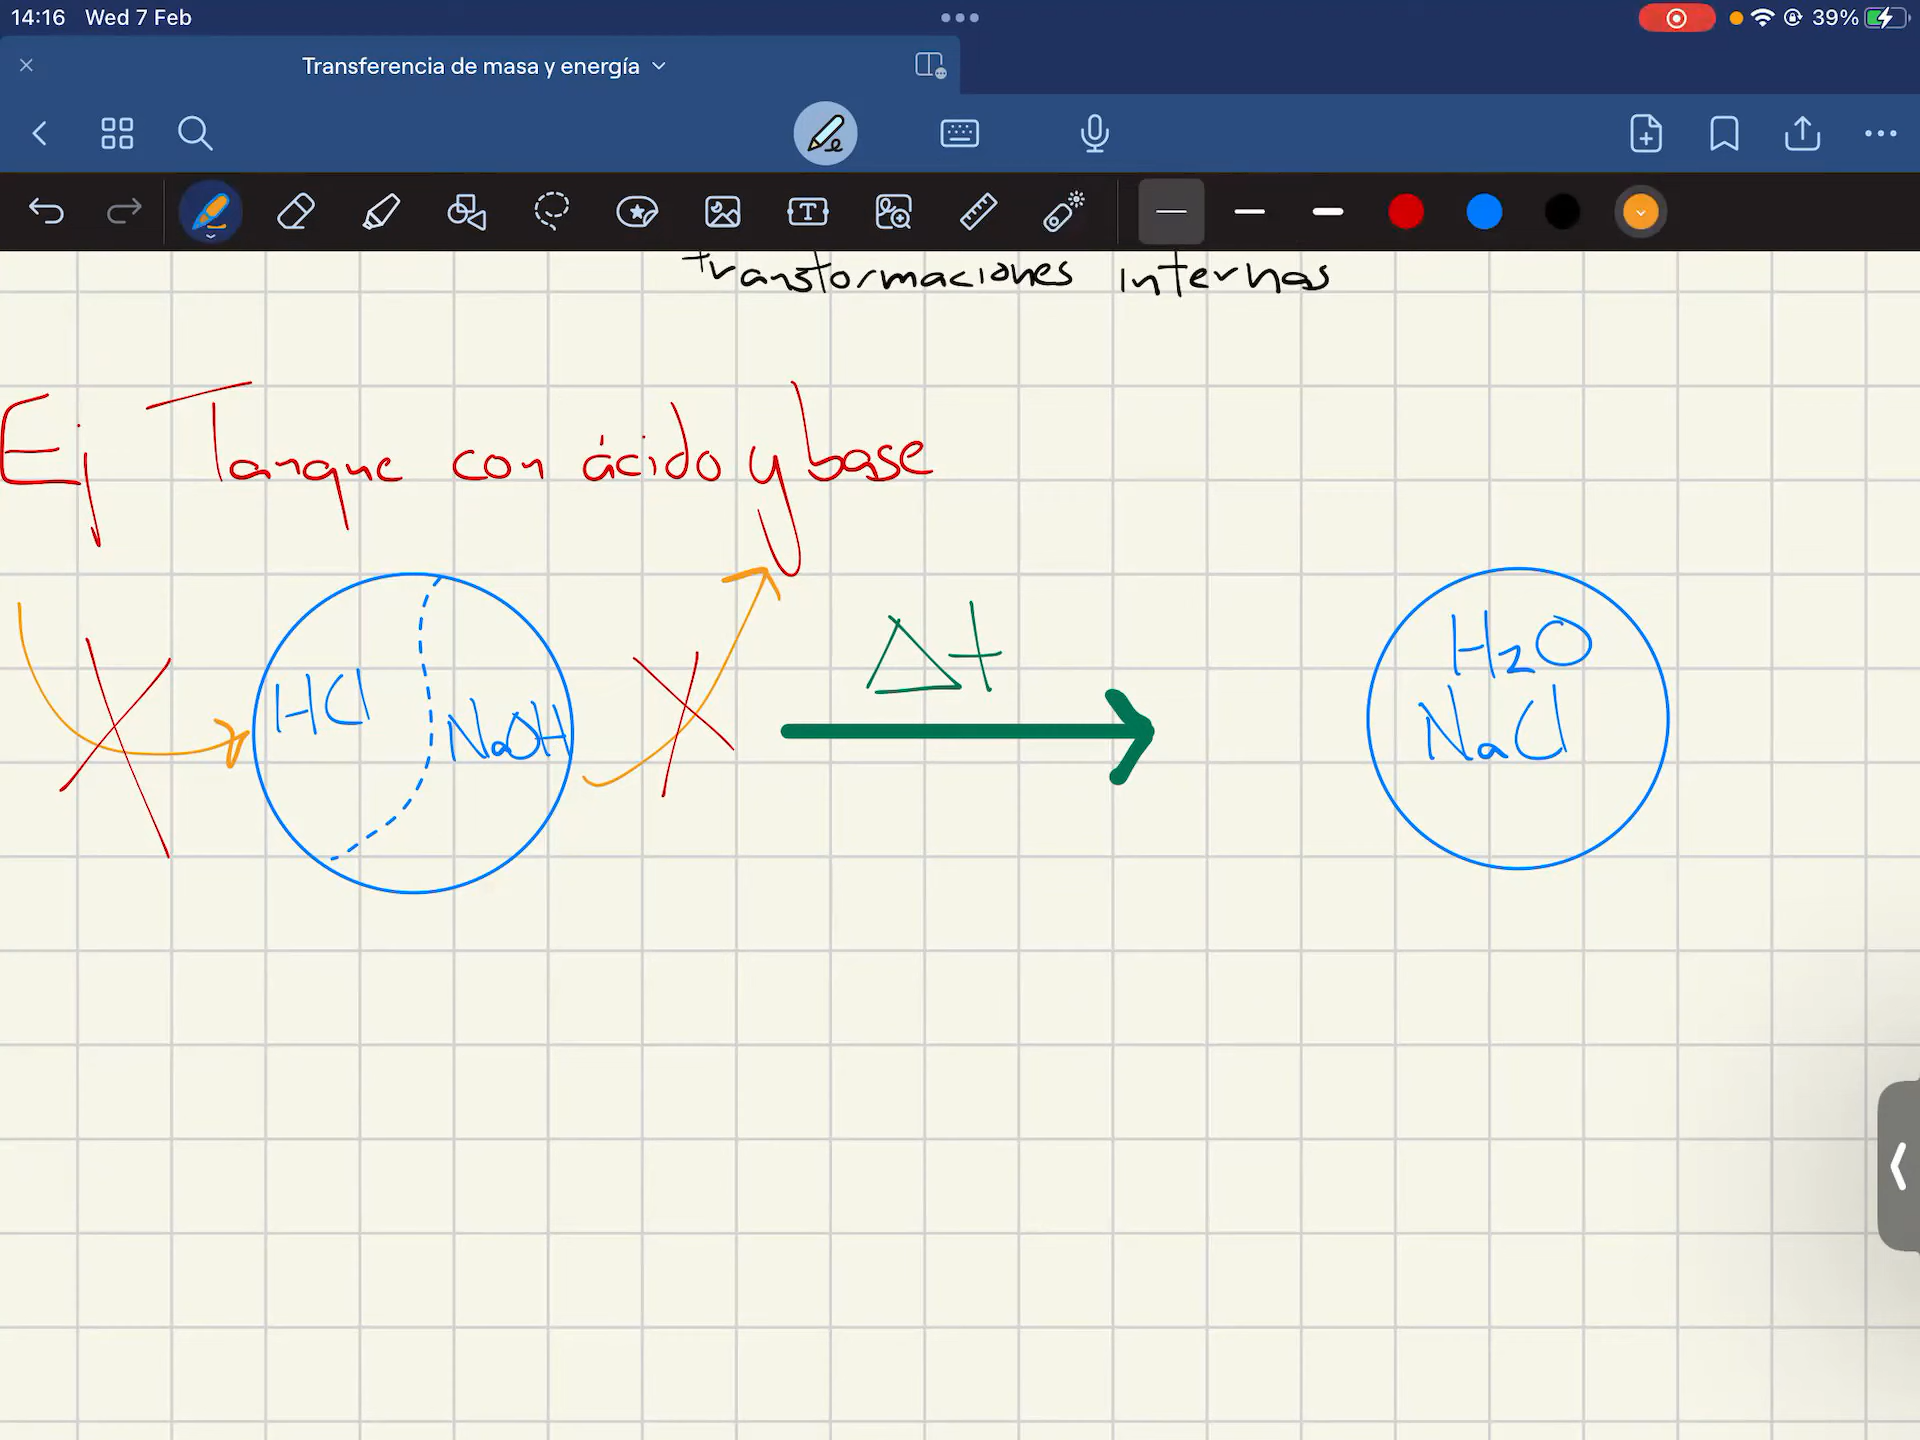 14:16 Wed 7 Feb 39%
Transferencia de masa y energía
Transformaciones internas
Ej Tanque con ácido y base
HCl
NaOH
Δt
H2O
NaCl